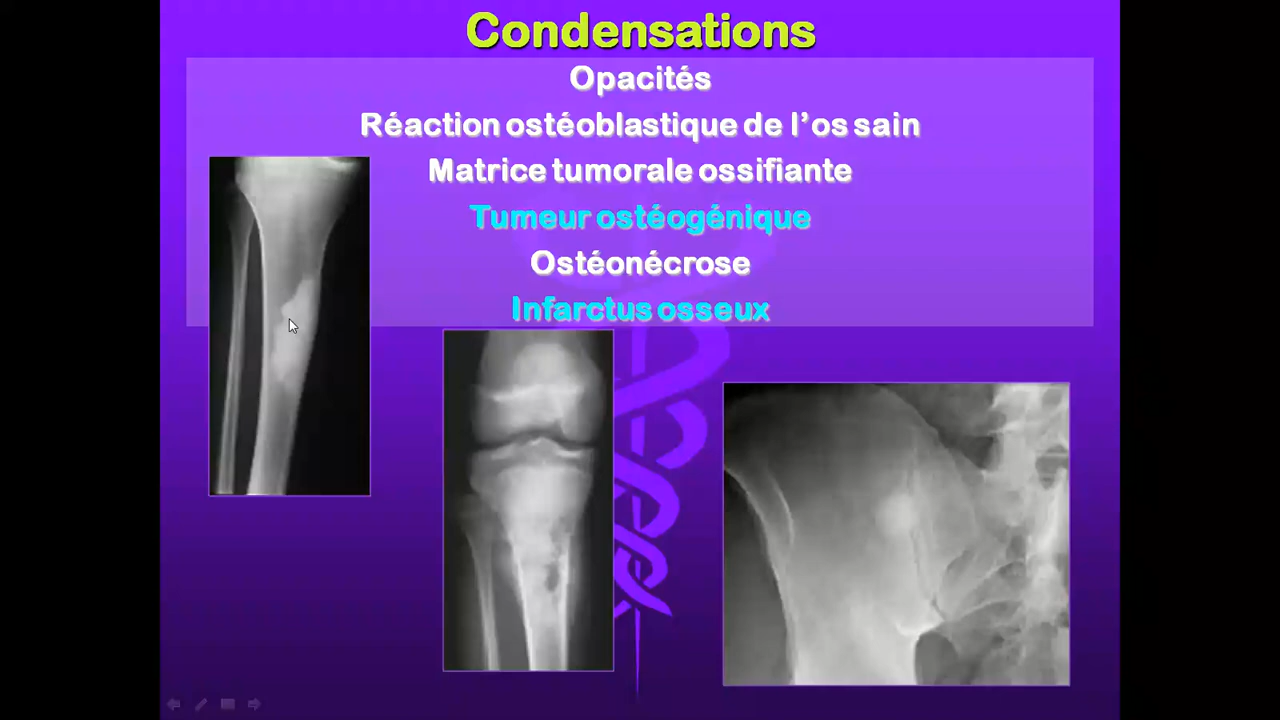 Condensations
Opacités
Réaction ostéoblastique de l’os sain
Matrice tumorale ossifiante
Tumeur ostéogénique
Ostéonécrose
Infarctus osseux